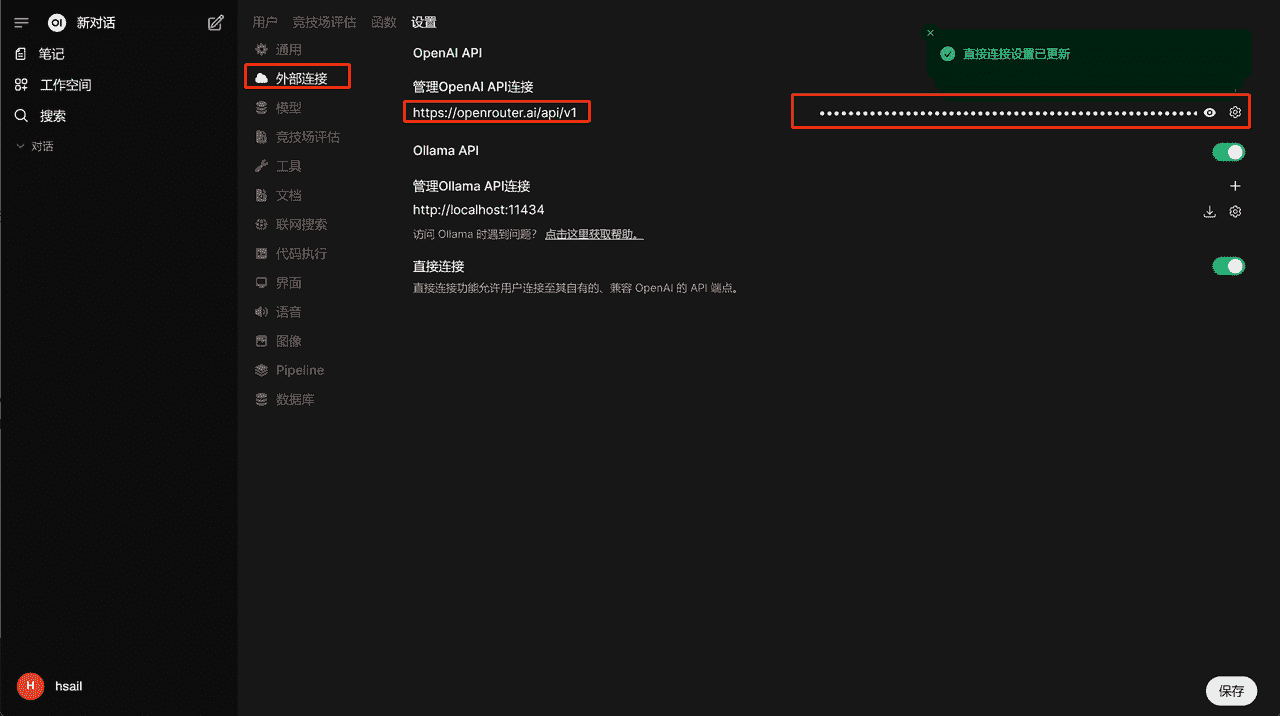 OI 新对话
笔记
工作空间
搜索
对话
H hsail
用户 竞技场评估 函数 设置
通用
外部连接
模型
竞技场评估
工具
文档
联网搜索
代码执行
界面
语音
图像
Pipeline
数据库
OpenAI API
管理OpenAI API连接
https://openrouter.ai/api/v1
Ollama API
管理Ollama API连接
http://localhost:11434
访问 Ollama 时遇到问题? 点击这里获取帮助。
直接连接
直接连接功能允许用户连接至其自有的、兼容 OpenAI 的 API 端点。
直接连接设置已更新
保存